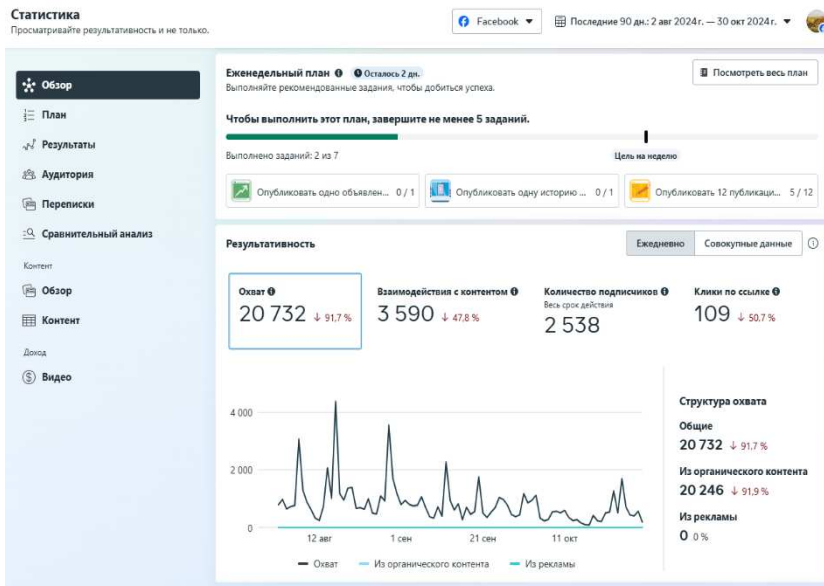 Статистика
Просматривайте результативность и не только.
Facebook
Последние 90 дн.: 2 авг 2024 г. — 30 окт 2024 г.
Обзор
План
Результаты
Аудитория
Переписки
Сравнительный анализ
Контент
Обзор
Контент
Доход
Видео
Еженедельный план Осталось 2 дн.
Выполняйте рекомендованные задания, чтобы добиться успеха.
Посмотреть весь план
Чтобы выполнить этот план, завершите не менее 5 заданий.
Выполнено заданий: 2 из 7
Цель на неделю
Опубликовать одно объявлен... 0 / 1
Опубликовать одну историю ... 0 / 1
Опубликовать 12 публикаци... 5 / 12
Результативность
Ежедневно
Совокупные данные
Охват
20 732 ↓ 91,7 %
Взаимодействия с контентом
3 590 ↓ 47,8 %
Количество подписчиков
Весь срок действия
2 538
Клики по ссылке
109 ↓ 50,7 %
4 000
2 000
0
12 авг 1 сен 21 сен 11 окт
Охват Из органического контента Из рекламы
Структура охвата
Общие
20 732 ↓ 91,7 %
Из органического контента
20 246 ↓ 91,9 %
Из рекламы
0 0 %